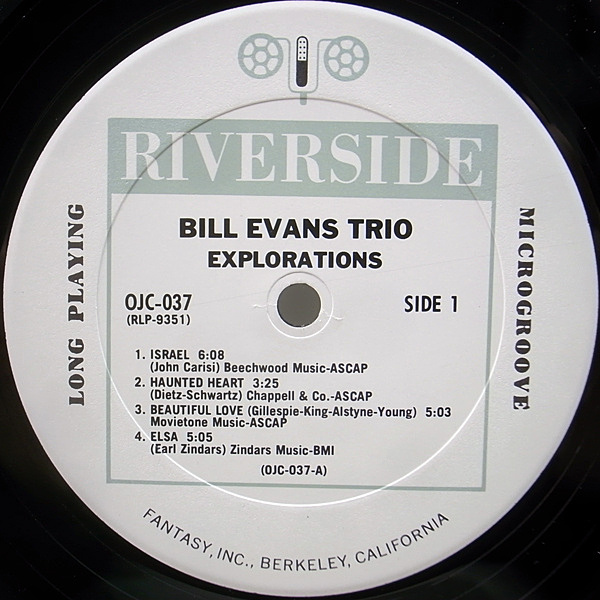 RIVERSIDE
BILL EVANS TRIO
EXPLORATIONS
OJC-037
(RLP-9351)
SIDE 1
LONG PLAYING
MICROGROOVE
1. ISRAEL 6:08
(John Carisi) Beechwood Music-ASCAP
2. HAUNTED HEART 3:25
(Dietz-Schwartz) Chappell & Co.-ASCAP
3. BEAUTIFUL LOVE (Gillespie-King-Alstyne-Young) 5:03
Movietone Music-ASCAP
4. ELSA 5:05
(Earl Zindars) Zindars Music-BMI
(OJC-037-A)
FANTASY, INC., BERKELEY, CALIFORNIA